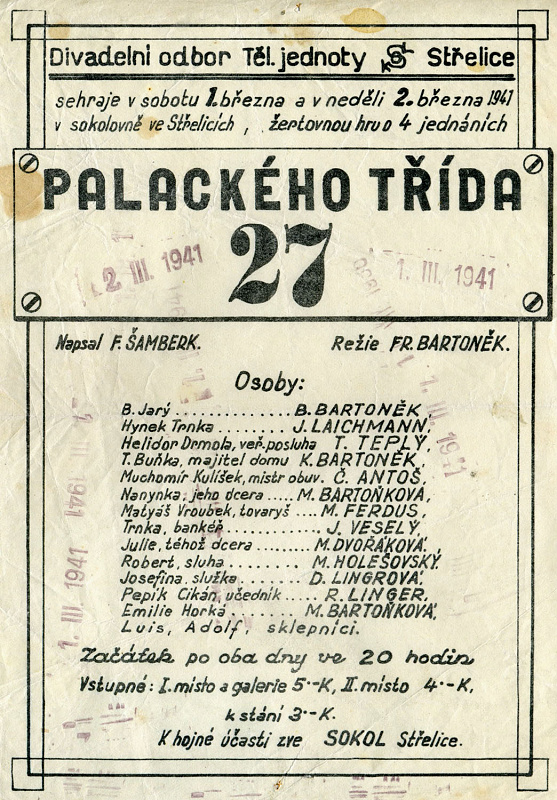 Divadelní odbor Těl. jednoty SOKOL Střelice
sehraje v sobotu 1. března a v neděli 2. března 1941
v sokolovně ve Střelicích, žertovnou hru o 4 jednáních
PALACKÉHO TŘÍDA
27
2. III. 1941
1. III. 1941
Napsal F. ŠAMBERK. Režie FR. BARTONĚK.
Osoby:
B. Jarý ............... B. BARTONĚK,
Hynek Trnka ........ J. LAICHMANN,
Helidor Drmola, veř. posluha T. TEPLÝ,
T. Buňka, majitel domu K. BARTONĚK,
Muchomír Kulíšek, mistr obuv. Č. ANTOŠ,
Nanynka, jeho dcera ..... M. BARTOŇKOVÁ,
Matyáš Vroubek, tovaryš .... M. FERDUS,
Trnka, bankéř ............. J. VESELÝ,
Julie, téhož dcera ........ M. DVOŘÁKOVÁ,
Robert, sluha .......... M. HOLEŠOVSKÝ,
Josefina, služka ......... D. LINGROVÁ,
Pepík Cikán, učedník ..... R. LINGER,
Emilie Horká ........... M. BARTOŇKOVÁ,
Luis, Adolf, sklepníci.
Začátek po oba dny ve 20 hodin
Vstupné: I. místo a galerie 5·-K, II. místo 4·-K,
k stání 3·-K.
K hojné účasti zve SOKOL Střelice.
1. III. 1941
1. III. 1941